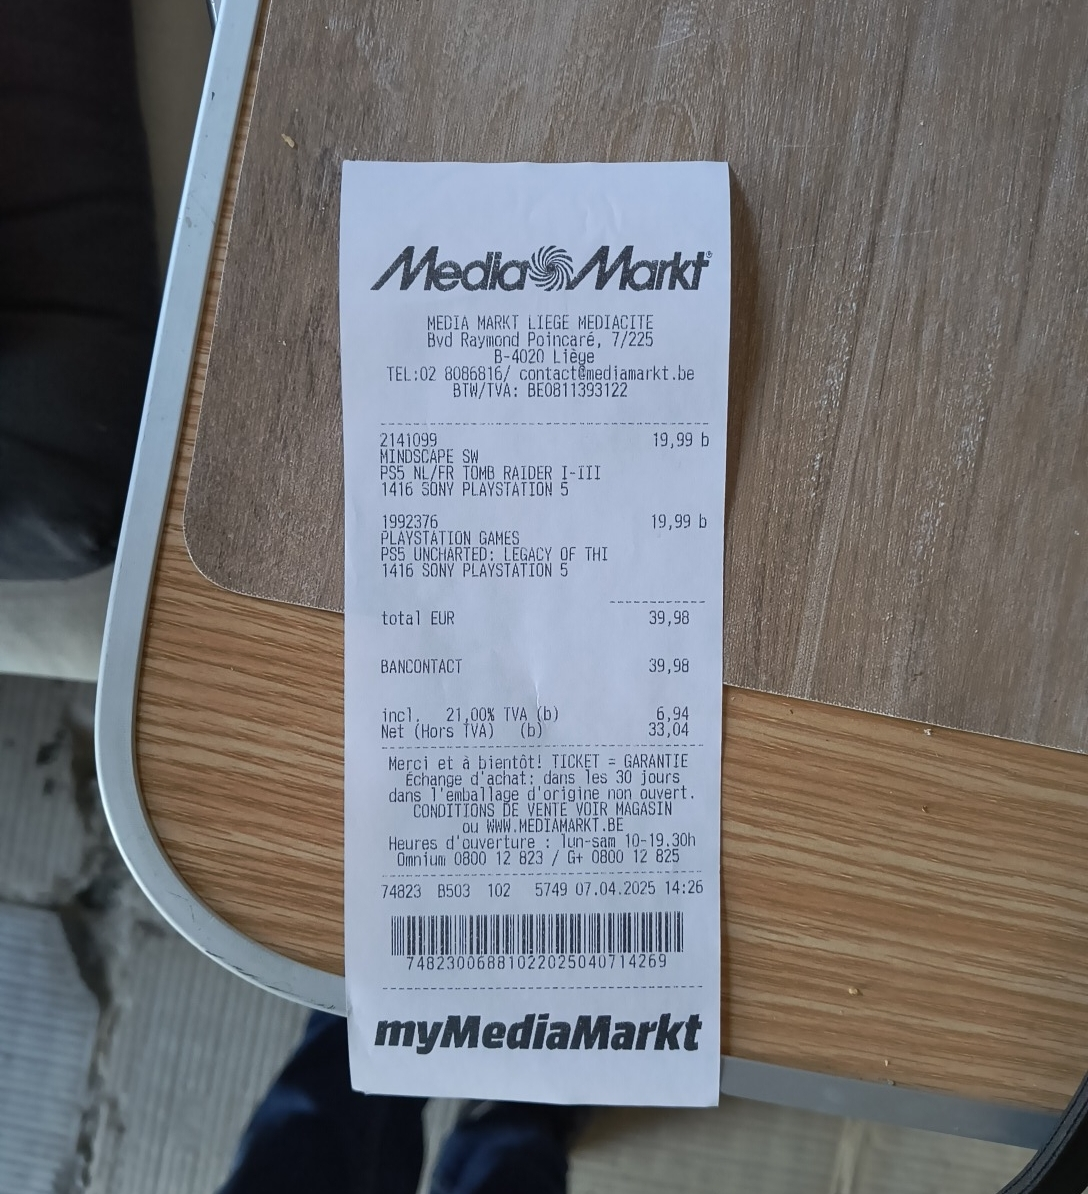 Media Markt®
MEDIA MARKT LIEGE MEDIACITE
Bvd Raymond Poincaré, 7/225
B-4020 Liège
TEL:02 8086816/ contact@mediamarkt.be
BTW/TVA: BE0811393122
2141099 19,99 b
MINDSCAPE SW
PS5 NL/FR TOMB RAIDER I-III
1416 SONY PLAYSTATION 5
1992376 19,99 b
PLAYSTATION GAMES
PS5 UNCHARTED: LEGACY OF THI
1416 SONY PLAYSTATION 5
total EUR 39,98
BANCONTACT 39,98
incl. 21,00% TVA (b) 6,94
Net (Hors TVA) (b) 33,04
Merci et à bientôt! TICKET = GARANTIE
Échange d'achat: dans les 30 jours
dans l'emballage d'origine non ouvert.
CONDITIONS DE VENTE VOIR MAGASIN
ou WWW.MEDIAMARKT.BE
Heures d'ouverture : lun-sam 10-19.30h
Omnium 0800 12 823 / G+ 0800 12 825
74823 B503 102 5749 07.04.2025 14:26
7482300688102202504071426​9
myMediaMarkt